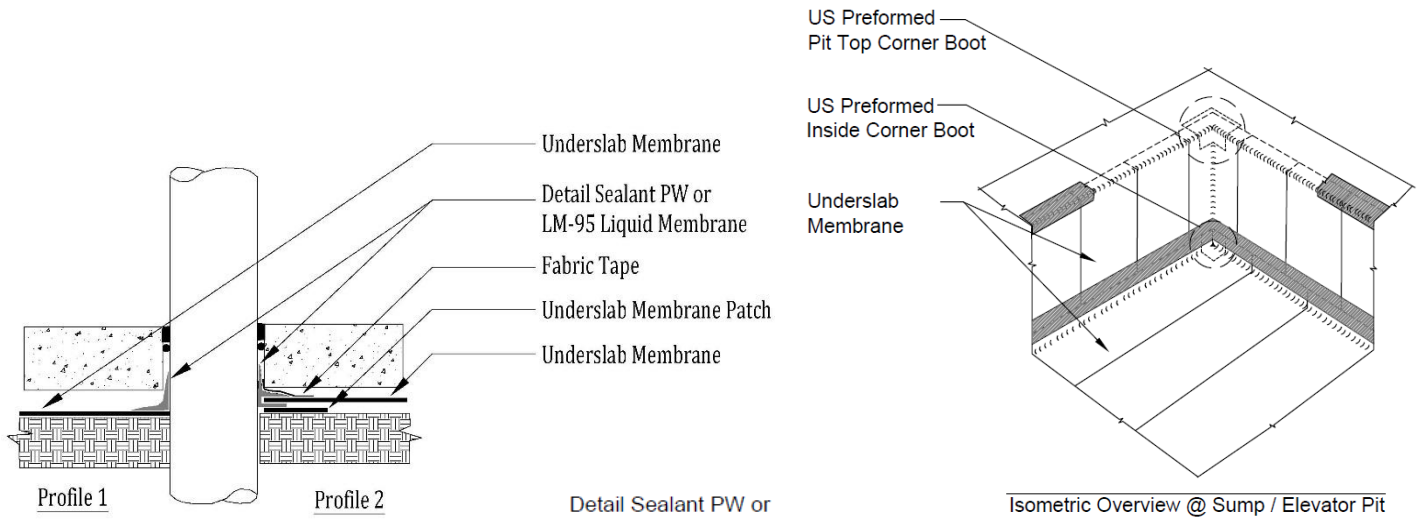 Underslab Membrane
Detail Sealant PW or
LM-95 Liquid Membrane
Fabric Tape
Underslab Membrane Patch
Underslab Membrane
Profile 1
Profile 2
Detail Sealant PW or
US Preformed
Pit Top Corner Boot
US Preformed
Inside Corner Boot
Underslab
Membrane
Isometric Overview @ Sump / Elevator Pit